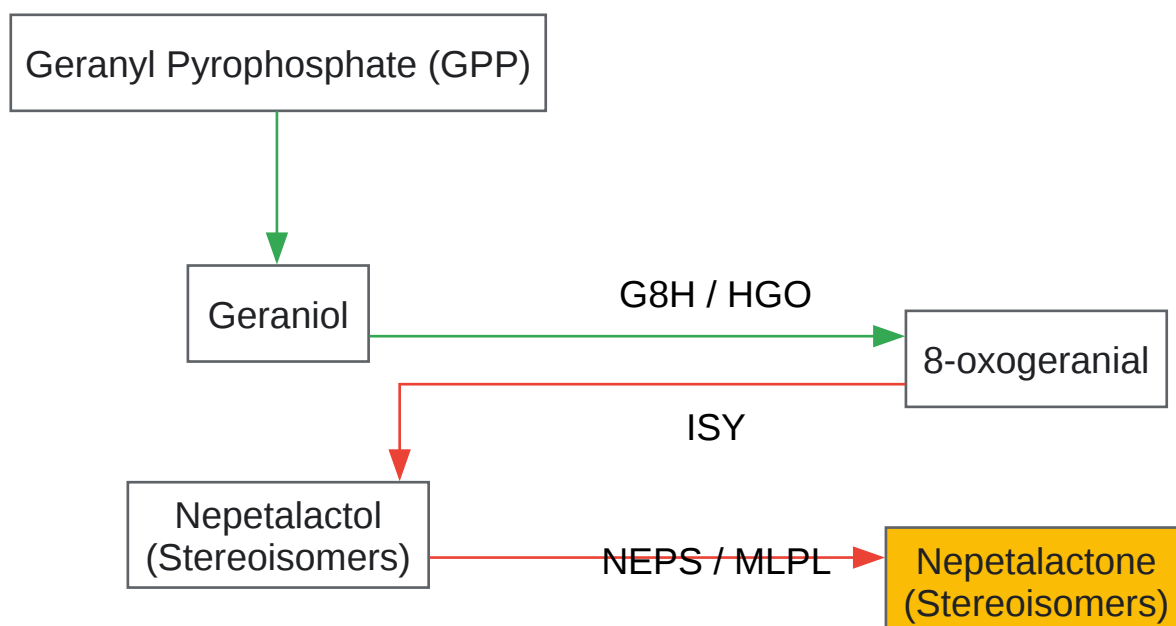 Geranyl Pyrophosphate (GPP)
Geraniol
G8H / HGO
8-oxogeranial
ISY
Nepetalactol
(Stereoisomers)
NEPS / MLPL
Nepetalactone
(Stereoisomers)